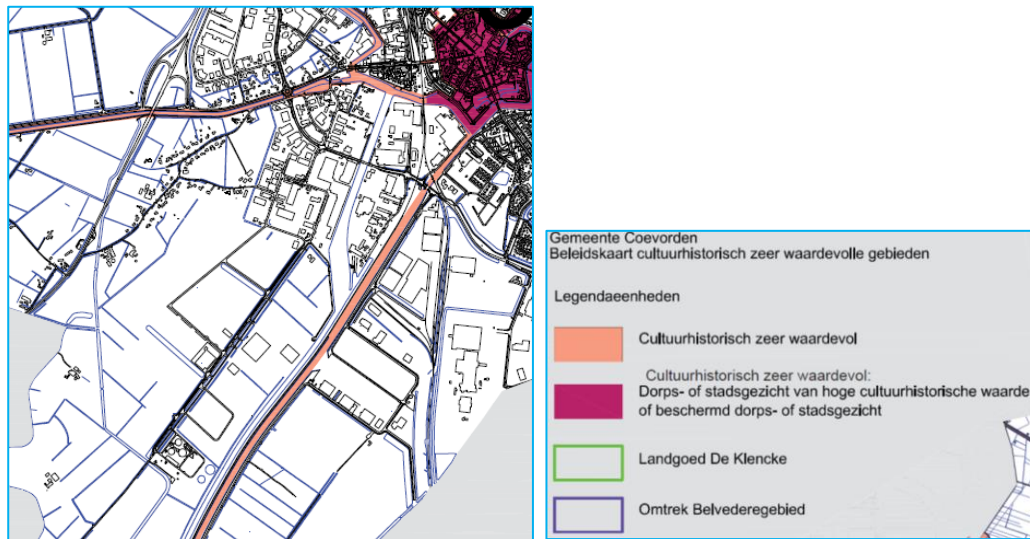 Gemeente Coevorden
Beleidskaart cultuurhistorisch zeer waardevolle gebieden
Legendaeenheden
Cultuurhistorisch zeer waardevol
Cultuurhistorisch zeer waardevol:
Dorps- of stadsgezicht van hoge cultuurhistorische waarde
of beschermd dorps- of stadsgezicht
Landgoed De Klencke
Omtrek Belvederegebied